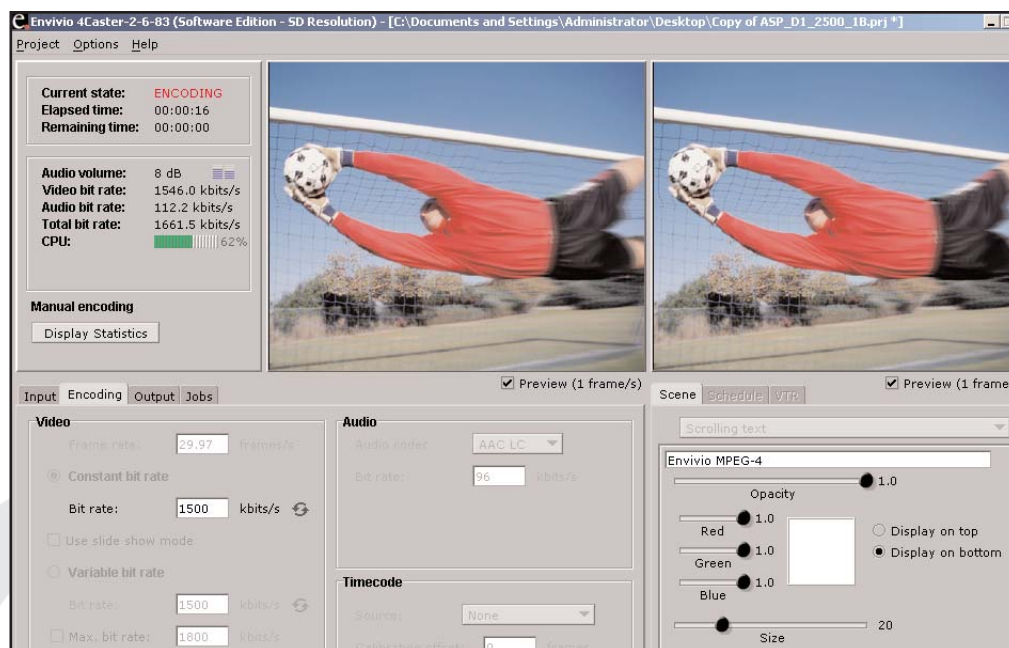 Envivio 4Caster-2-6-83 (Software Edition - SD Resolution) - [C:\Documents and Settings\Administrator\Desktop\Copy of ASP_D1_2500_1B.prj *]
Project Options Help
Current state: ENCODING
Elapsed time: 00:00:16
Remaining time: 00:00:00
Audio volume: 8 dB
Video bit rate: 1546.0 kbits/s
Audio bit rate: 112.2 kbits/s
Total bit rate: 1661.5 kbits/s
CPU: 62%
Manual encoding
Display Statistics
Preview (1 frame/s)
Preview (1 frame
Input Encoding Output Jobs
Video
Frame rate: 29.97 frames/s
Constant bit rate
Bit rate: 1500 kbits/s
Use slide show mode
Variable bit rate
Bit rate: 1500 kbits/s
Max. bit rate: 1800 kbits/s
Audio
Audio codec AAC LC
Bit rate: 96 kbits/s
Timecode
Source: None
Calibration offset: 0 frames
Scene Schedule VTR
Scrolling text
Envivio MPEG-4
1.0
Opacity
1.0
Red
1.0
Green
1.0
Blue
Display on top
Display on bottom
20
Size